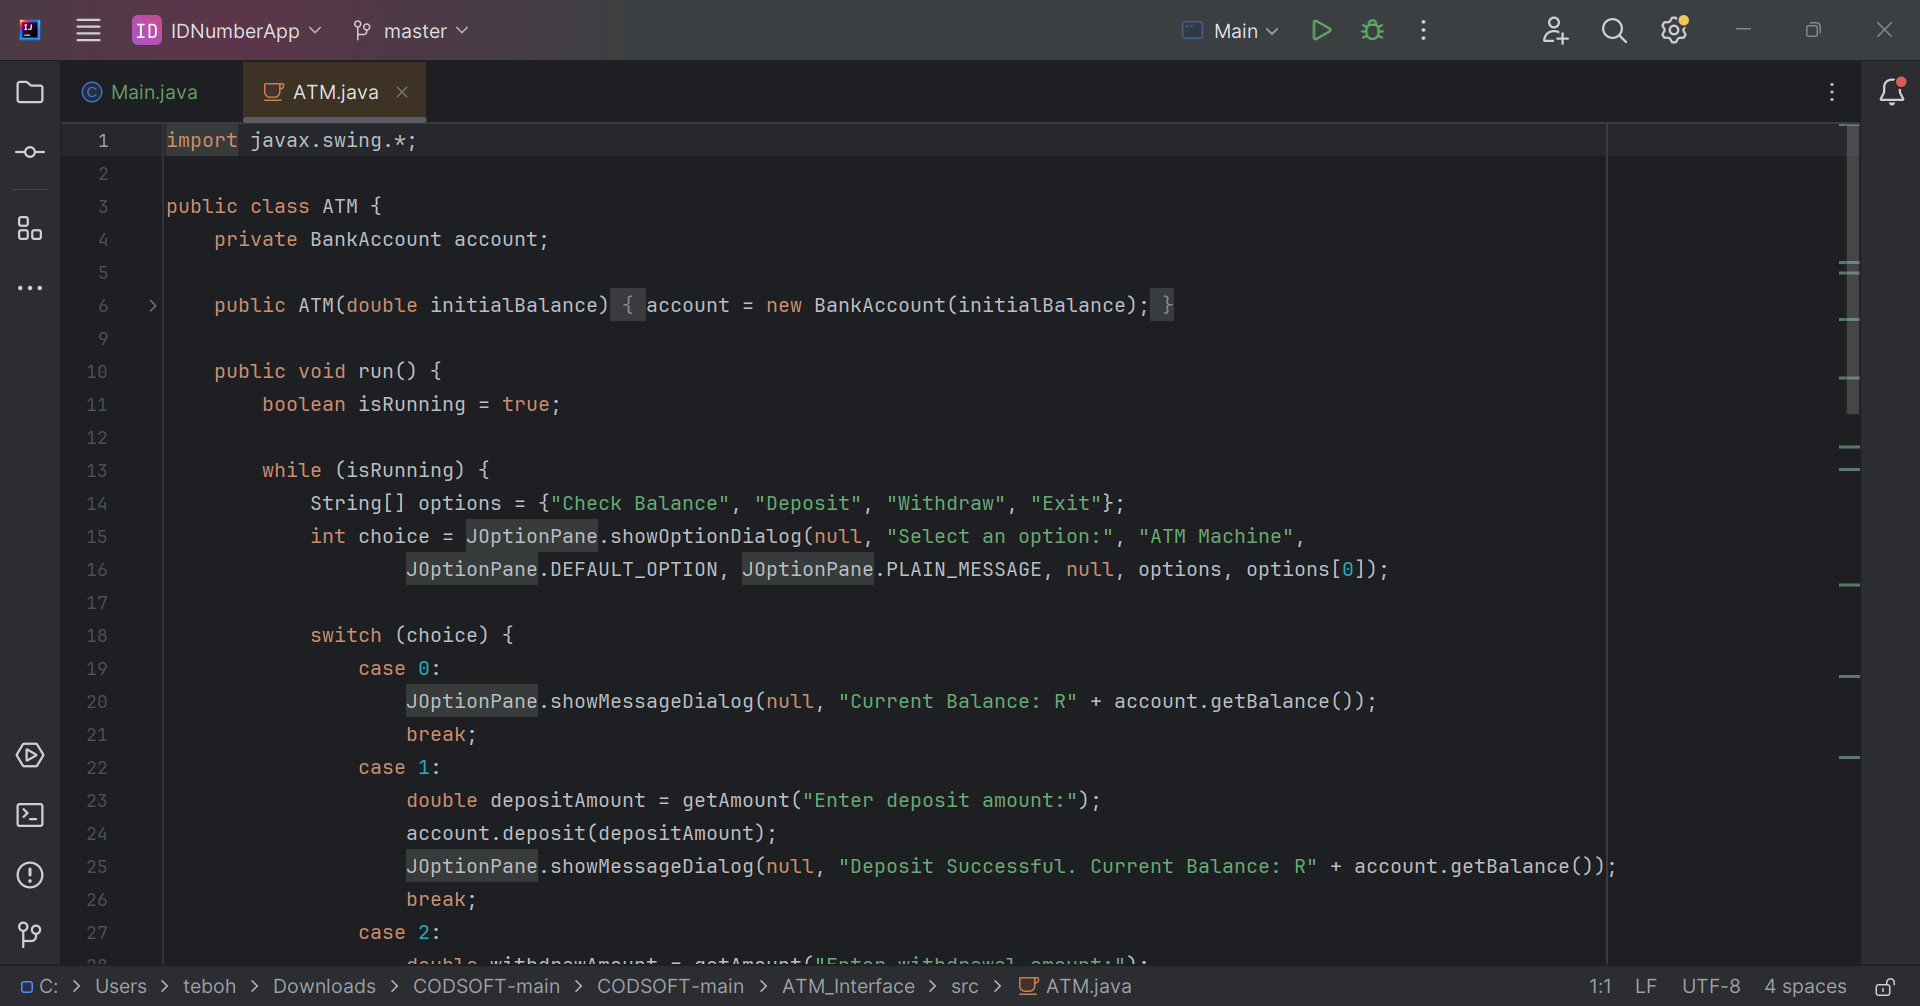 ID IDNumberApp master Main
Main.java ATM.java
1 import javax.swing.*;
2
3 public class ATM {
4 private BankAccount account;
5
6 public ATM(double initialBalance) { account = new BankAccount(initialBalance); }
9
10 public void run() {
11 boolean isRunning = true;
12
13 while (isRunning) {
14 String[] options = {"Check Balance", "Deposit", "Withdraw", "Exit"};
15 int choice = JOptionPane.showOptionDialog(null, "Select an option:", "ATM Machine",
16 JOptionPane.DEFAULT_OPTION, JOptionPane.PLAIN_MESSAGE, null, options, options[0]);
17
18 switch (choice) {
19 case 0:
20 JOptionPane.showMessageDialog(null, "Current Balance: R" + account.getBalance());
21 break;
22 case 1:
23 double depositAmount = getAmount("Enter deposit amount:");
24 account.deposit(depositAmount);
25 JOptionPane.showMessageDialog(null, "Deposit Successful. Current Balance: R" + account.getBalance());
26 break;
27 case 2:
28 double withdrawAmount = getAmount("Enter withdrawal amount:");
C: > Users > teboh > Downloads > CODSOFT-main > CODSOFT-main > ATM_Interface > src > ATM.java 1:1 LF UTF-8 4 spaces